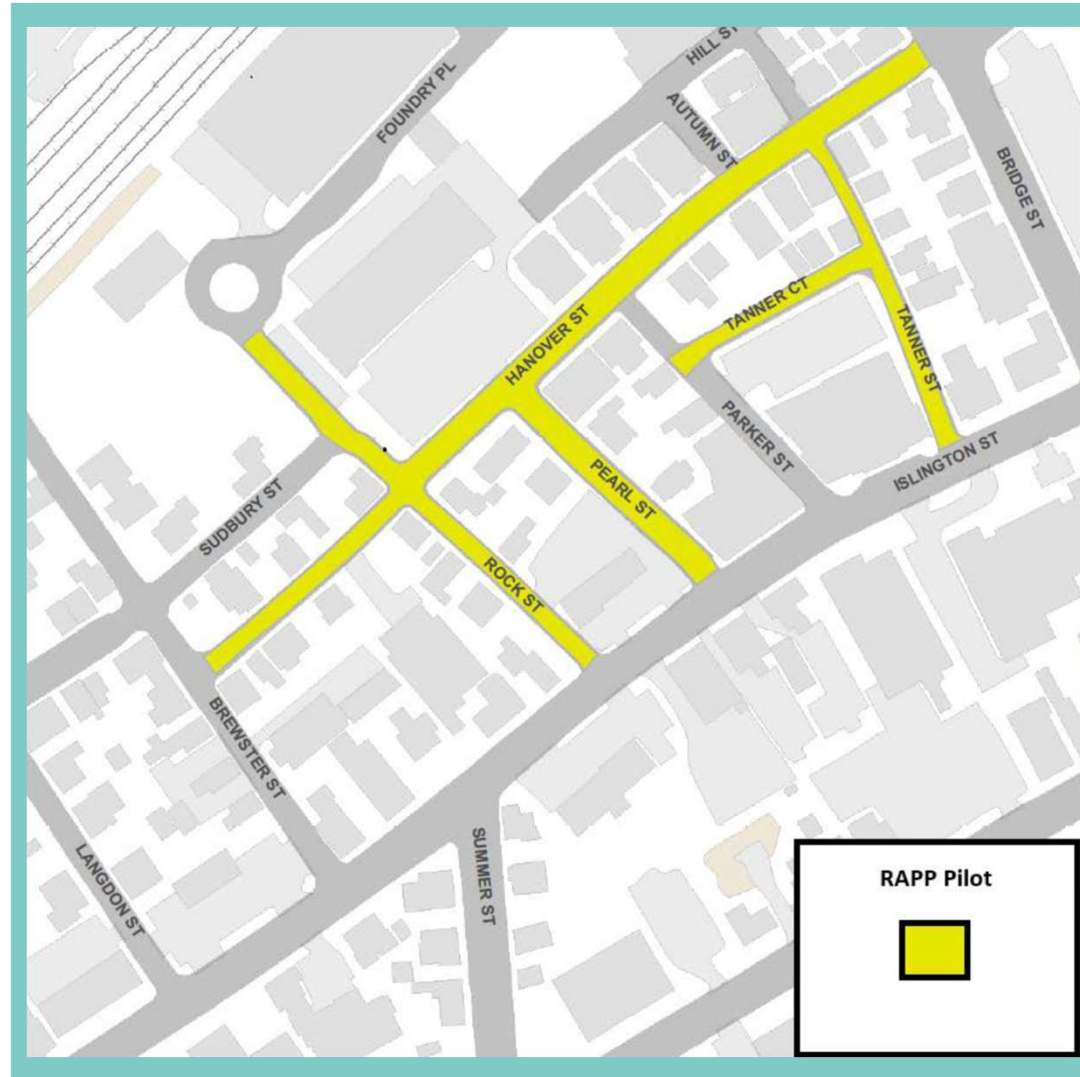 HILL ST
FOUNDRY PL
AUTUMN ST
BRIDGE ST
TANNER CT
HANOVER ST
TANNER ST
PARKER ST
ISLINGTON ST
PEARL ST
SUDBURY ST
ROCK ST
BREWSTER ST
SUMMER ST
LANGDON ST
RAPP Pilot